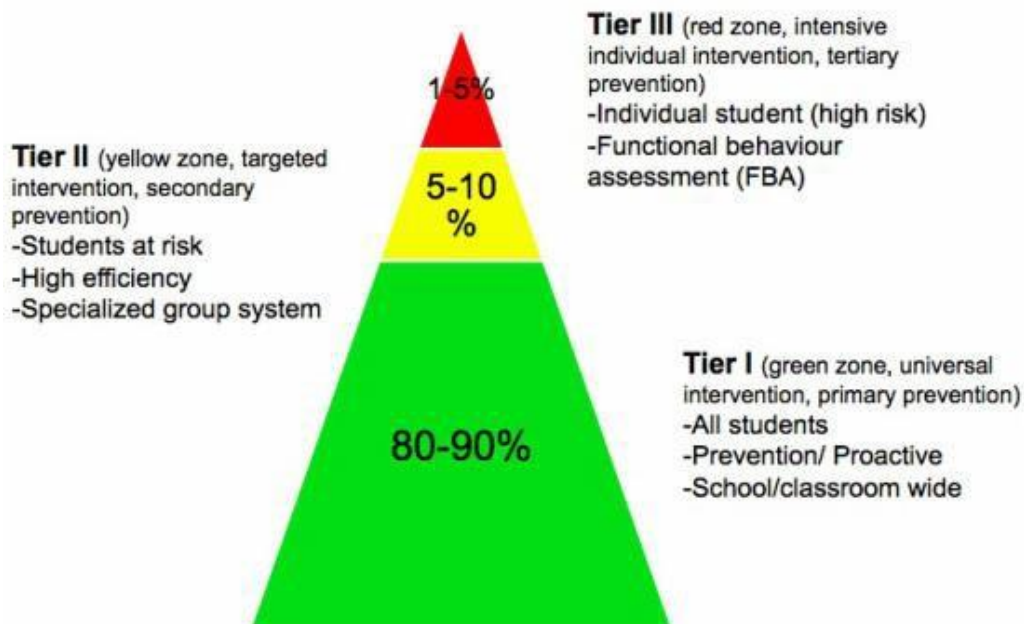 Tier III (red zone, intensive
individual intervention, tertiary
prevention)
-Individual student (high risk)
-Functional behaviour
assessment (FBA)
1-5%
Tier II (yellow zone, targeted
intervention, secondary
prevention)
-Students at risk
-High efficiency
-Specialized group system
5-10
%
Tier I (green zone, universal
intervention, primary prevention)
-All students
-Prevention/ Proactive
-School/classroom wide
80-90%